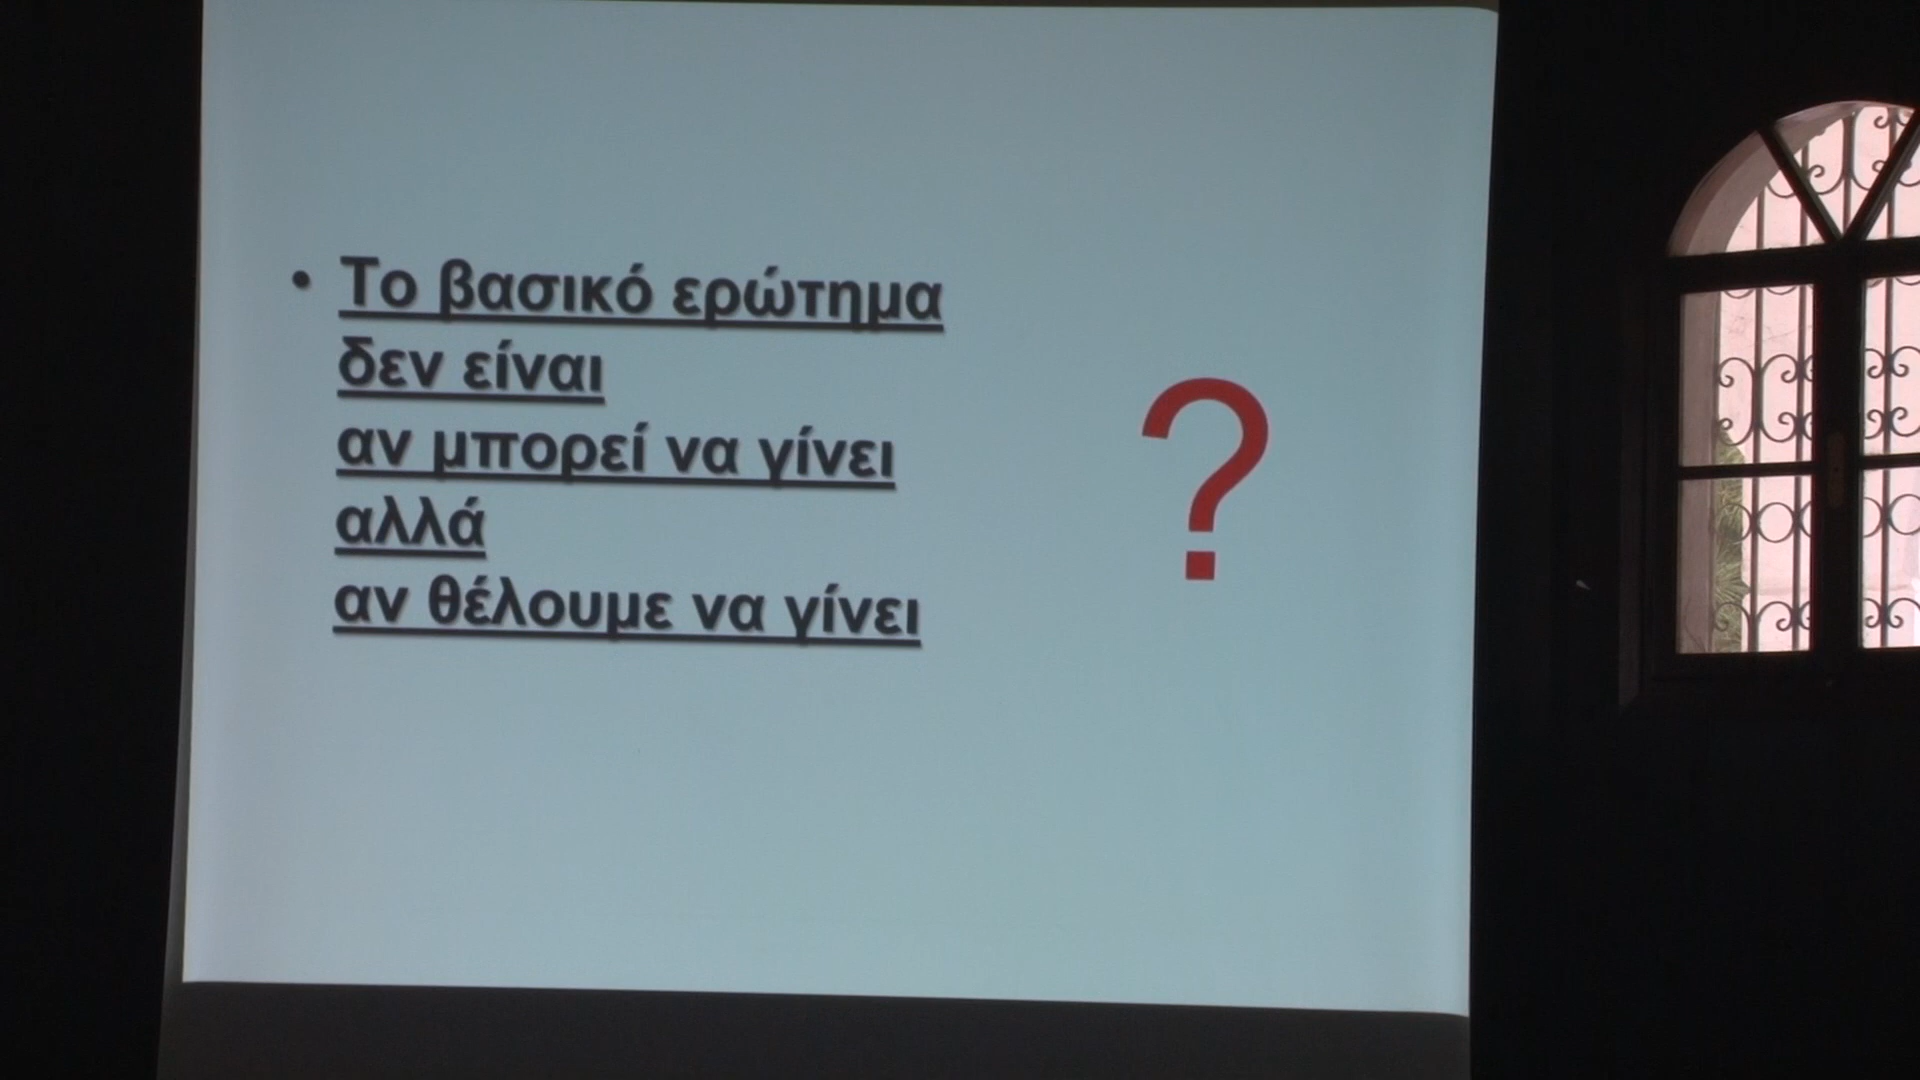 • Το βασικό ερώτημα
δεν είναι
αν μπορεί να γίνει
αλλά
αν θέλουμε να γίνει
?